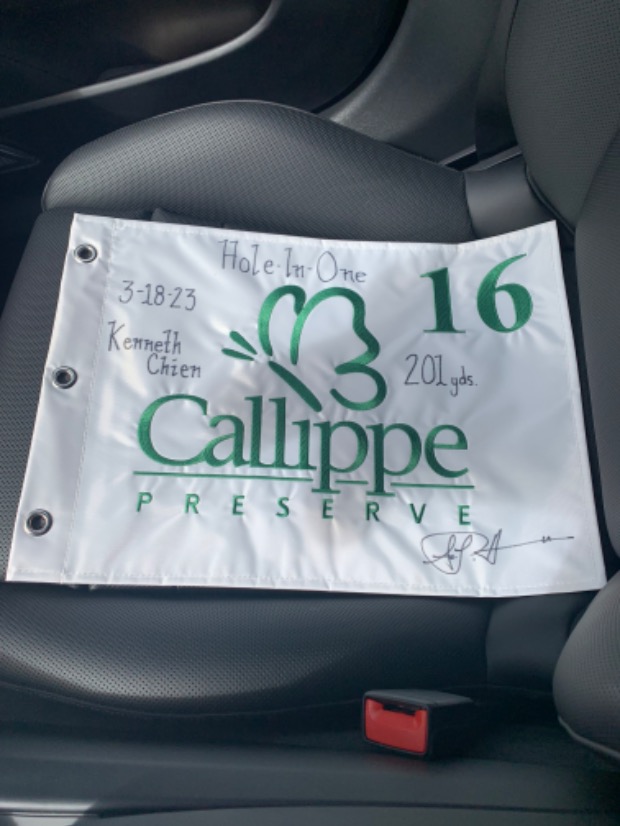 Hole-In-One
16
3-18-23
Kenneth
Chien
201 yds.
Callippe
PRESERVE